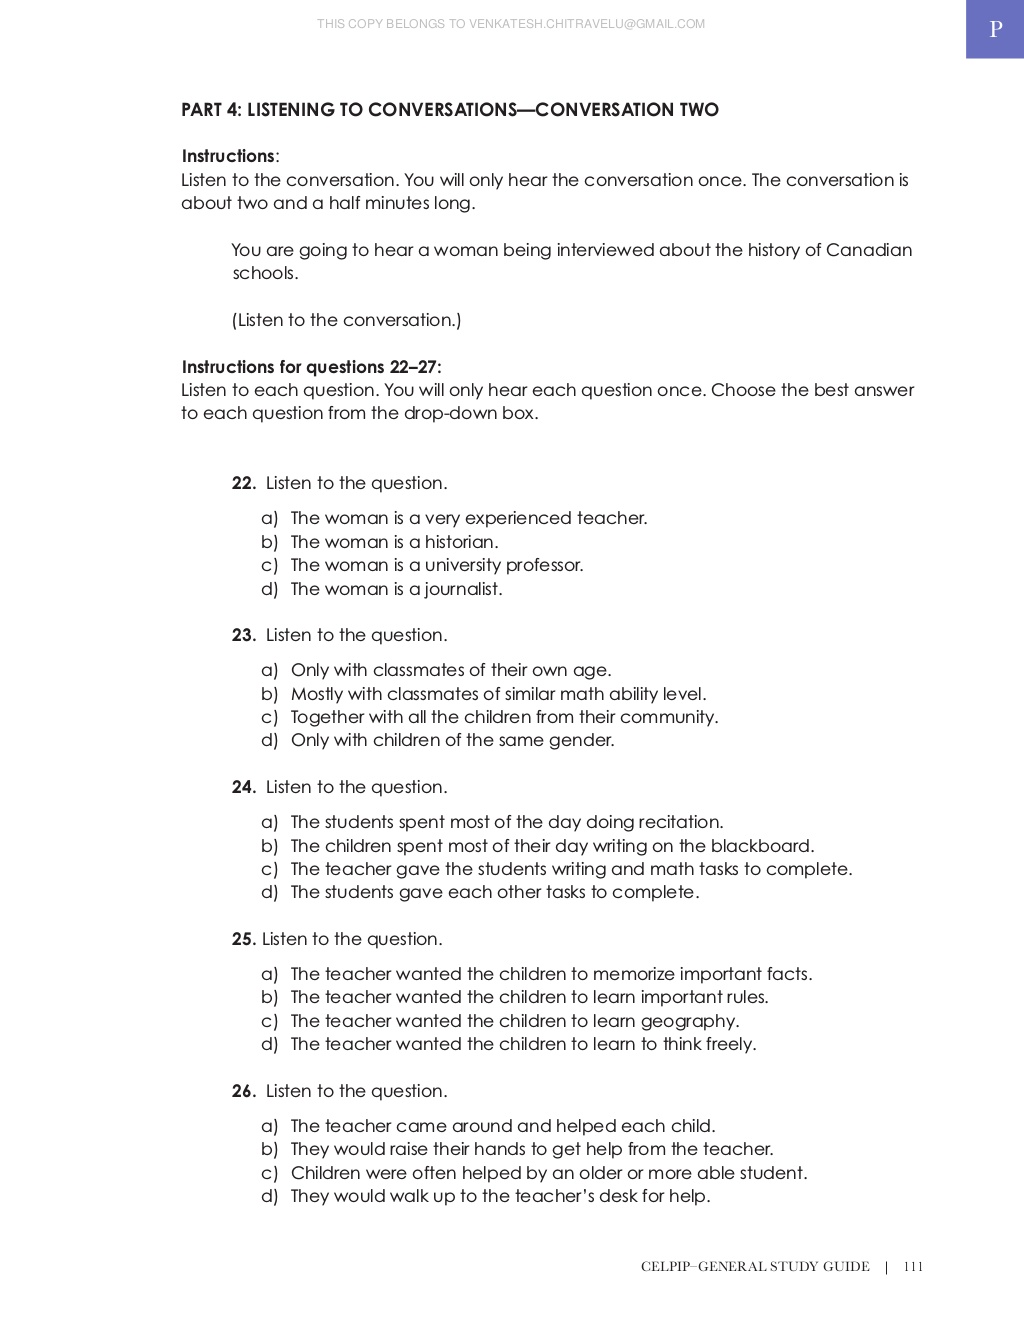 THIS COPY BELONGS TO VENKATESH.CHITRAVELU@GMAIL.COM
P
PART 4: LISTENING TO CONVERSATIONS—CONVERSATION TWO
Instructions:
Listen to the conversation. You will only hear the conversation once. The conversation is
about two and a half minutes long.
You are going to hear a woman being interviewed about the history of Canadian
schools.
(Listen to the conversation.)
Instructions for questions 22–27:
Listen to each question. You will only hear each question once. Choose the best answer
to each question from the drop-down box.
22. Listen to the question.
a) The woman is a very experienced teacher.
b) The woman is a historian.
c) The woman is a university professor.
d) The woman is a journalist.
23. Listen to the question.
a) Only with classmates of their own age.
b) Mostly with classmates of similar math ability level.
c) Together with all the children from their community.
d) Only with children of the same gender.
24. Listen to the question.
a) The students spent most of the day doing recitation.
b) The children spent most of their day writing on the blackboard.
c) The teacher gave the students writing and math tasks to complete.
d) The students gave each other tasks to complete.
25. Listen to the question.
a) The teacher wanted the children to memorize important facts.
b) The teacher wanted the children to learn important rules.
c) The teacher wanted the children to learn geography.
d) The teacher wanted the children to learn to think freely.
26. Listen to the question.
a) The teacher came around and helped each child.
b) They would raise their hands to get help from the teacher.
c) Children were often helped by an older or more able student.
d) They would walk up to the teacher's desk for help.
CELPIP–GENERAL STUDY GUIDE | 111